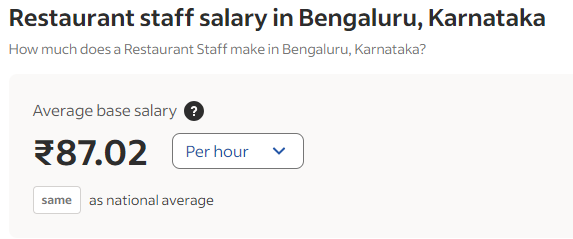 Restaurant staff salary in Bengaluru, Karnataka
How much does a Restaurant Staff make in Bengaluru, Karnataka?
Average base salary ?
₹87.02 Per hour
same as national average